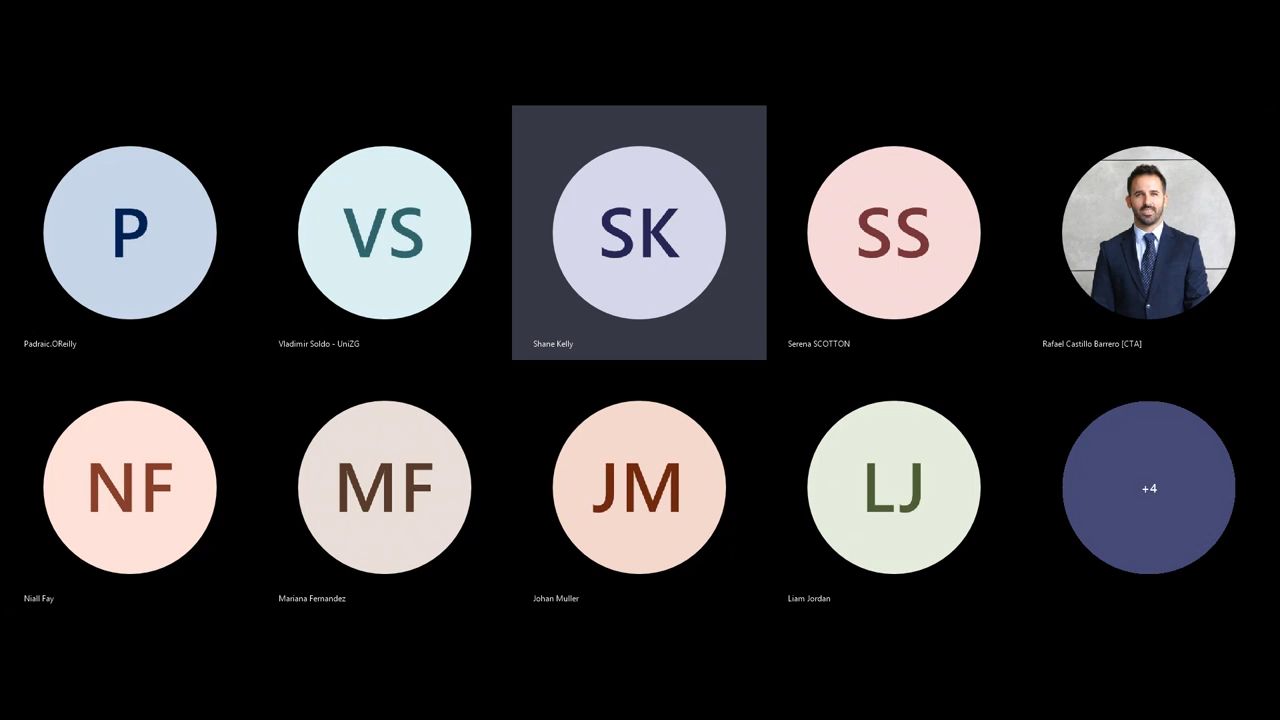 P
VS
SK
SS
Padraic.OReilly
Vladimir Soldo - UniZG
Shane Kelly
Serena SCOTTON
Rafael Castillo Barrero [CTA]
NF
MF
JM
LJ
+4
Niall Fay
Mariana Fernandez
Johan Muller
Liam Jordan